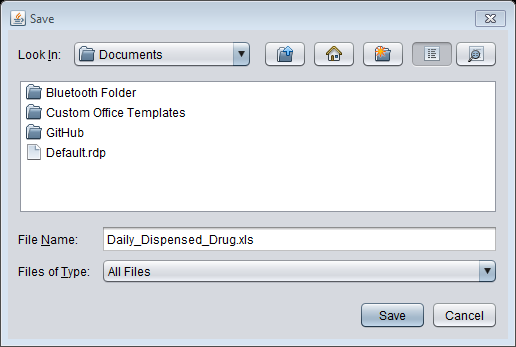 Save
Look In: Documents
Bluetooth Folder
Custom Office Templates
GitHub
Default.rdp
File Name: Daily_Dispensed_Drug.xls
Files of Type: All Files
Save Cancel